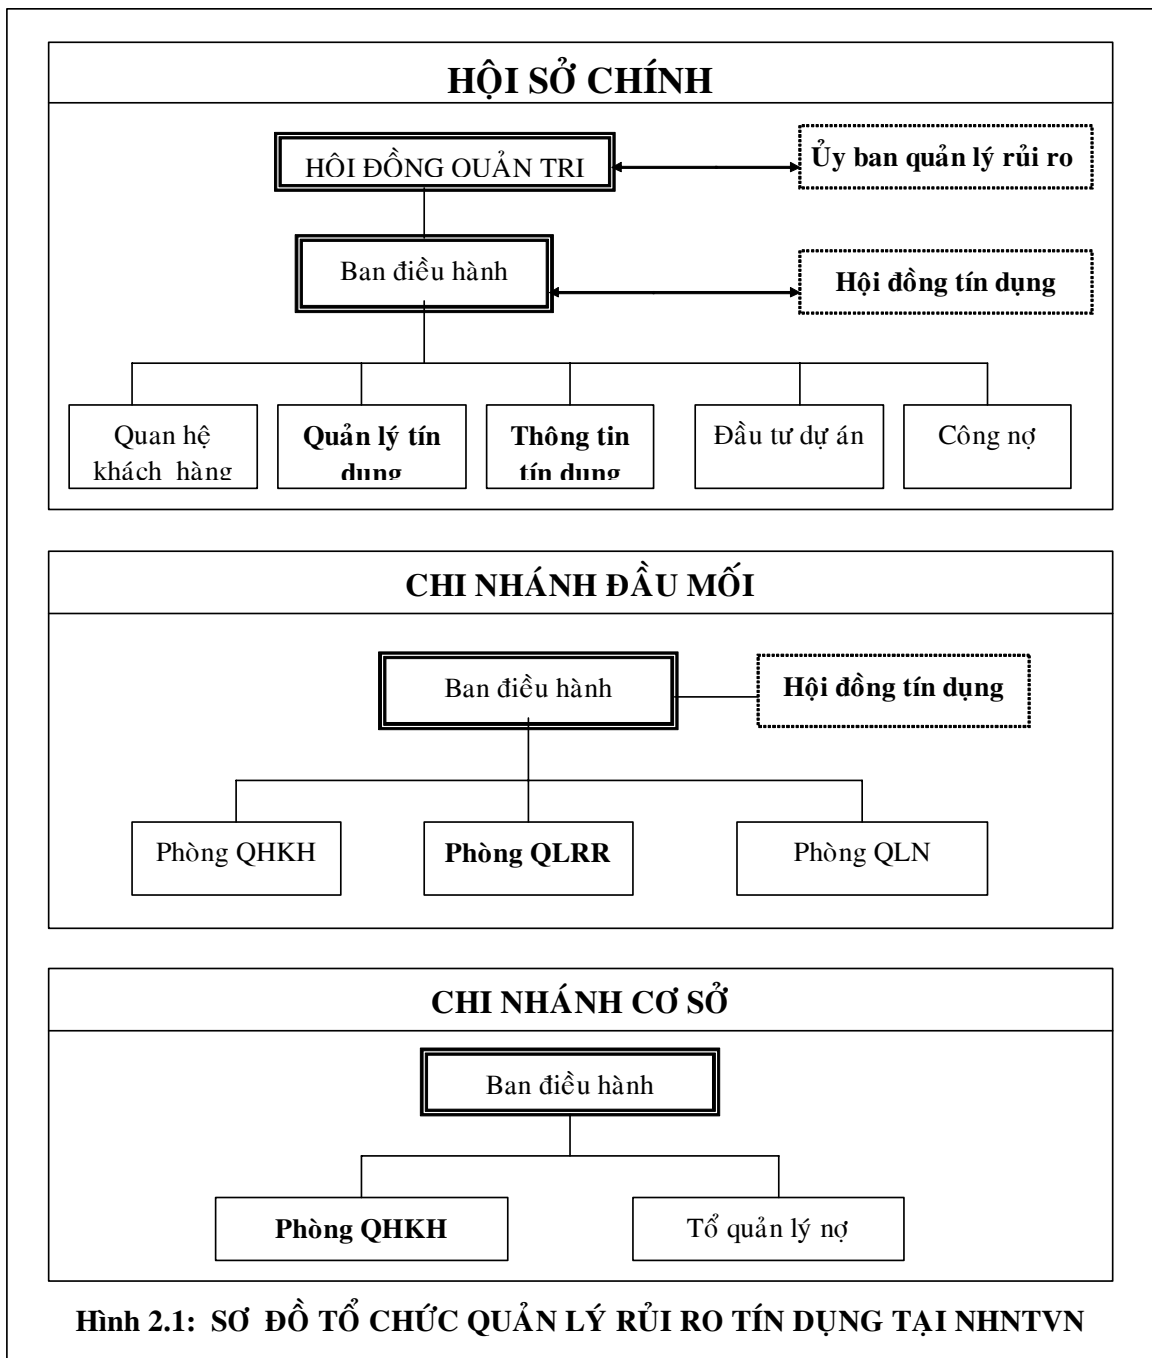 HỘI SỞ CHÍNH
HÔI ĐỒNG OUẢN TRI
Ủy ban quản lý rủi ro
Ban điều hành
Hội đồng tín dụng
Quan hệ
khách hàng
Quản lý tín
dụng
Thông tin
tín dụng
Đầu tư dự án
Công nợ
CHI NHÁNH ĐẦU MỐI
Ban điều hành
Hội đồng tín dụng
Phòng QHKH
Phòng QLRR
Phòng QLN
CHI NHÁNH CƠ SỞ
Ban điều hành
Phòng QHKH
Tổ quản lý nợ
Hình 2.1: SƠ ĐỒ TỔ CHỨC QUẢN LÝ RỦI RO TÍN DỤNG TẠI NHNTVN